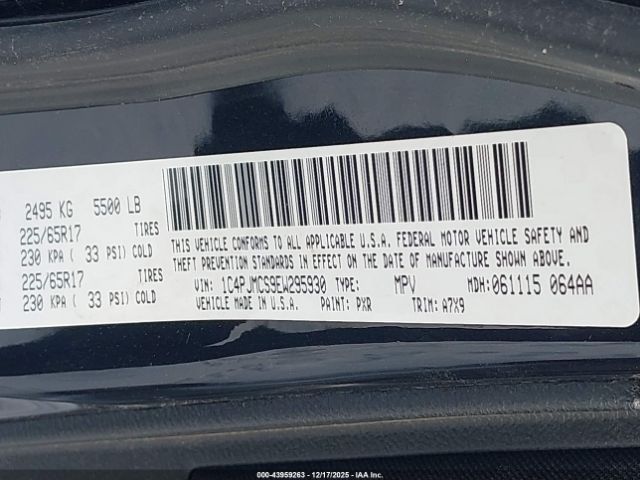 2495 KG 5500 LB
225/65R17 TIRES
230 KPA ( 33 PSI) COLD
225/65R17 TIRES
230 KPA ( 33 PSI) COLD
THIS VEHICLE CONFORMS TO ALL APPLICABLE U.S.A. FEDERAL MOTOR VEHICLE SAFETY AND
THEFT PREVENTION STANDARDS IN EFFECT ON THE DATE OF MANUFACTURE SHOWN ABOVE.
VIN: 1C4PJMCS9EW295930 TYPE: MPV MDH: 061115 064AA
VEHICLE MADE IN U.S.A. PAINT: PXR TRIM: A7X9
000-43959263 - 12/17/2025 - IAA Inc.